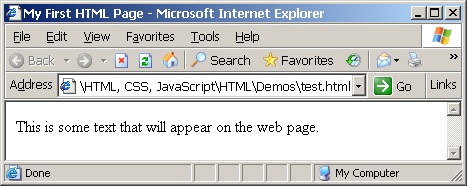 My First HTML Page - Microsoft Internet Explorer
File Edit View Favorites Tools Help
Back Search Favorites
Address \HTML, CSS, JavaScript\HTML\Demos\test.html Go Links
This is some text that will appear on the web page.
Done My Computer